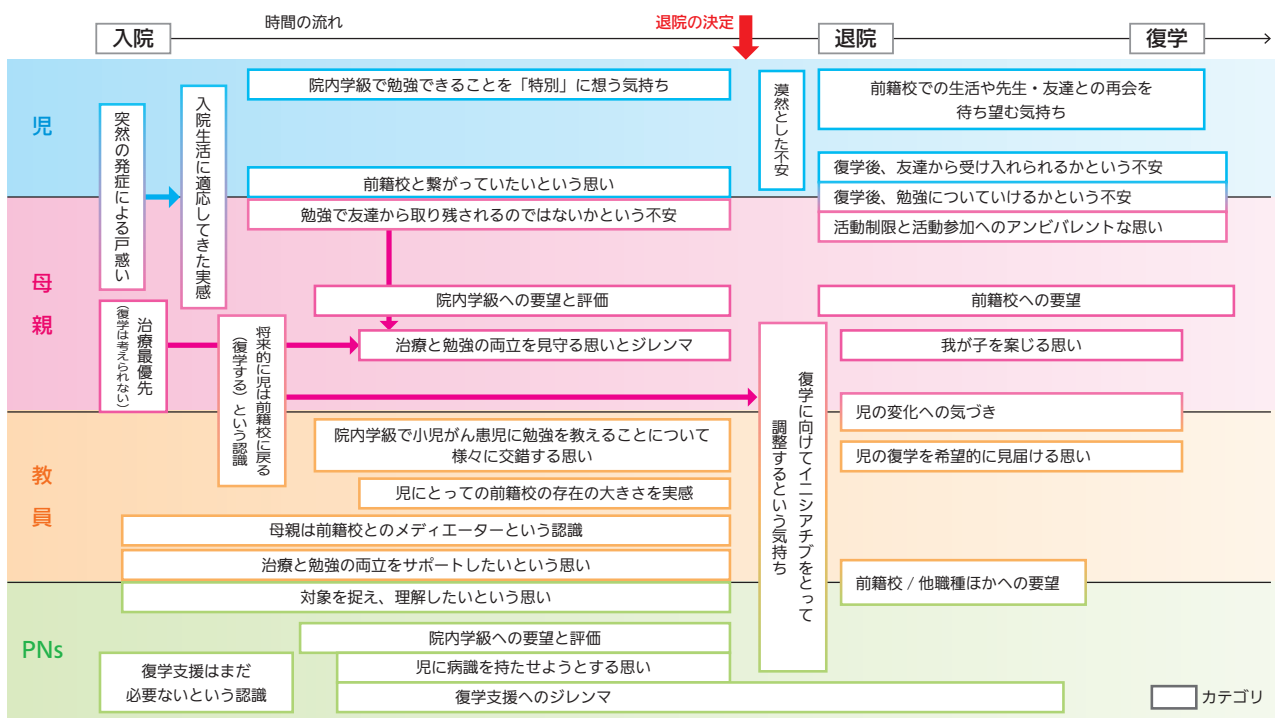 時間の流れ
退院の決定
入院
退院
復学
児
突然の発症による戸惑い
入院生活に適応してきた実感
院内学級で勉強できることを「特別」に想う気持ち
前籍校と繋がっていたいという思い
漠然とした不安
前籍校での生活や先生・友達との再会を
待ち望む気持ち
復学後、友達から受け入れられるかという不安
復学後、勉強についていけるかという不安
母
親
勉強で友達から取り残されるのではないかという不安
活動制限と活動参加へのアンビバレントな思い
院内学級への要望と評価
前籍校への要望
治療最優先
(復学は考えられない)
将来的に児は前籍校に戻る
(復学する)という認識
治療と勉強の両立を見守る思いとジレンマ
復学に向けてイニシアチブをとって
調整するという気持ち
我が子を案じる思い
児の変化への気づき
教
員
院内学級で小児がん患児に勉強を教えることについて
様々に交錯する思い
児の復学を希望的に見届ける思い
児にとっての前籍校の存在の大きさを実感
母親は前籍校とのメディエーターという認識
治療と勉強の両立をサポートしたいという思い
前籍校 / 他職種ほかへの要望
PNs
対象を捉え、理解したいという思い
院内学級への要望と評価
復学支援はまだ
必要ないという認識
児に病識を持たせようとする思い
復学支援へのジレンマ
カテゴリ